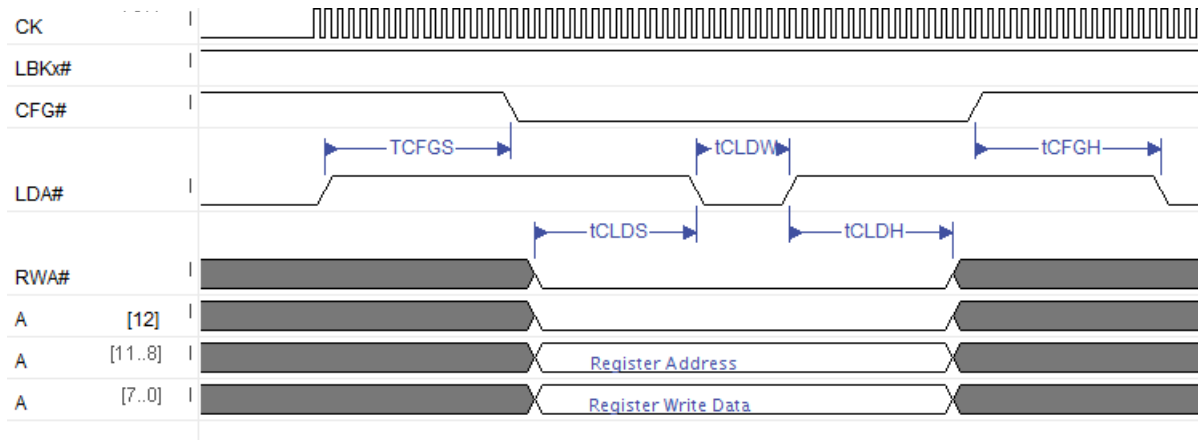 CK
LBKx#
CFG#
TCFGS tCLDW tCFGH
LDA#
tCLDS tCLDH
RWA#
A [12]
A [11..8] Register Address
A [7..0] Register Write Data